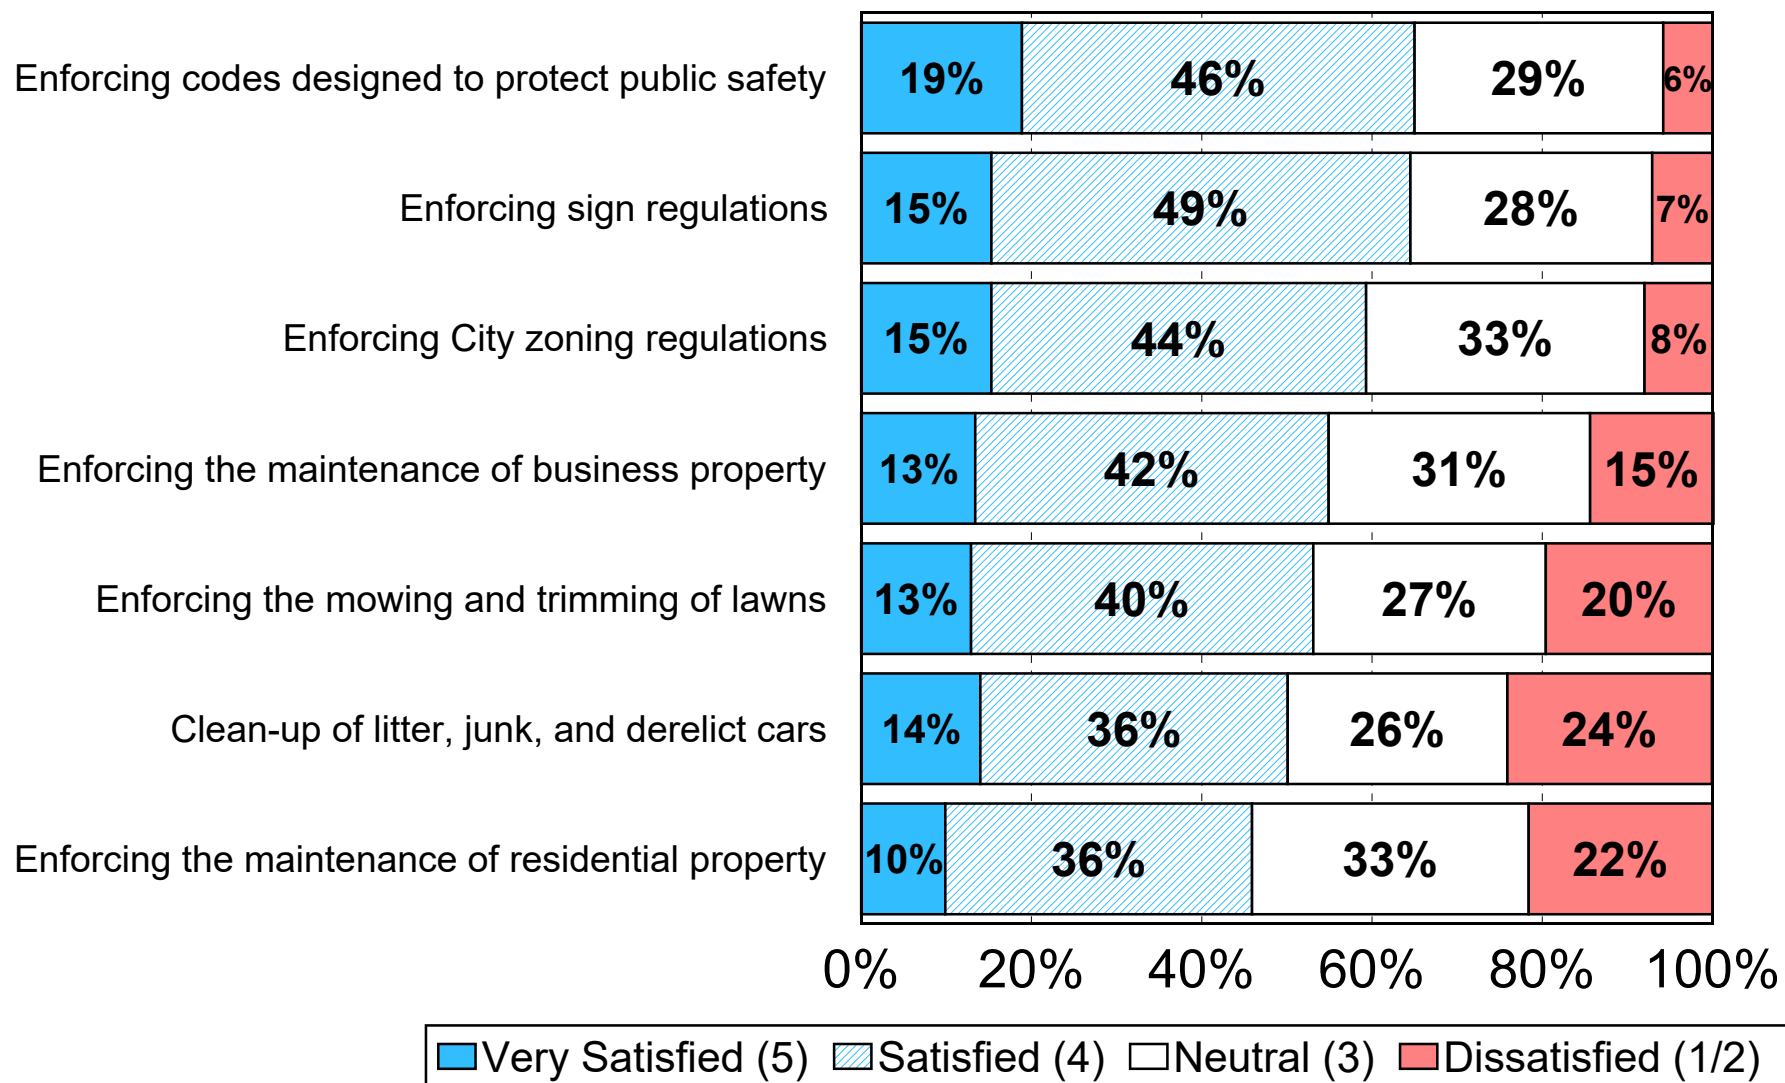 Enforcing codes designed to protect public safety 19% 46% 29% 6%
Enforcing sign regulations 15% 49% 28% 7%
Enforcing City zoning regulations 15% 44% 33% 8%
Enforcing the maintenance of business property 13% 42% 31% 15%
Enforcing the mowing and trimming of lawns 13% 40% 27% 20%
Clean-up of litter, junk, and derelict cars 14% 36% 26% 24%
Enforcing the maintenance of residential property 10% 36% 33% 22%
0% 20% 40% 60% 80% 100%
Very Satisfied (5) Satisfied (4) Neutral (3) Dissatisfied (1/2)